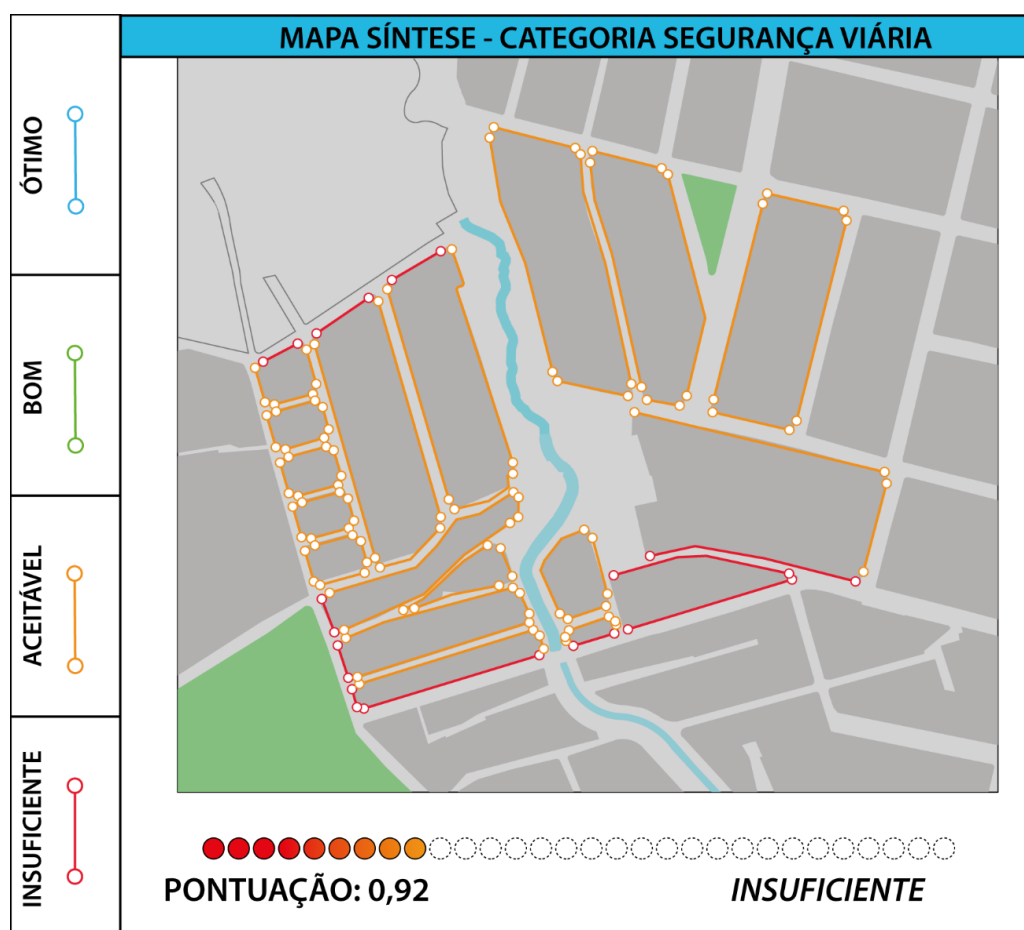 MAPA SÍNTESE - CATEGORIA SEGURANÇA VIÁRIA
ÓTIMO
BOM
ACEITÁVEL
INSUFICIENTE
PONTUAÇÃO: 0,92
INSUFICIENTE